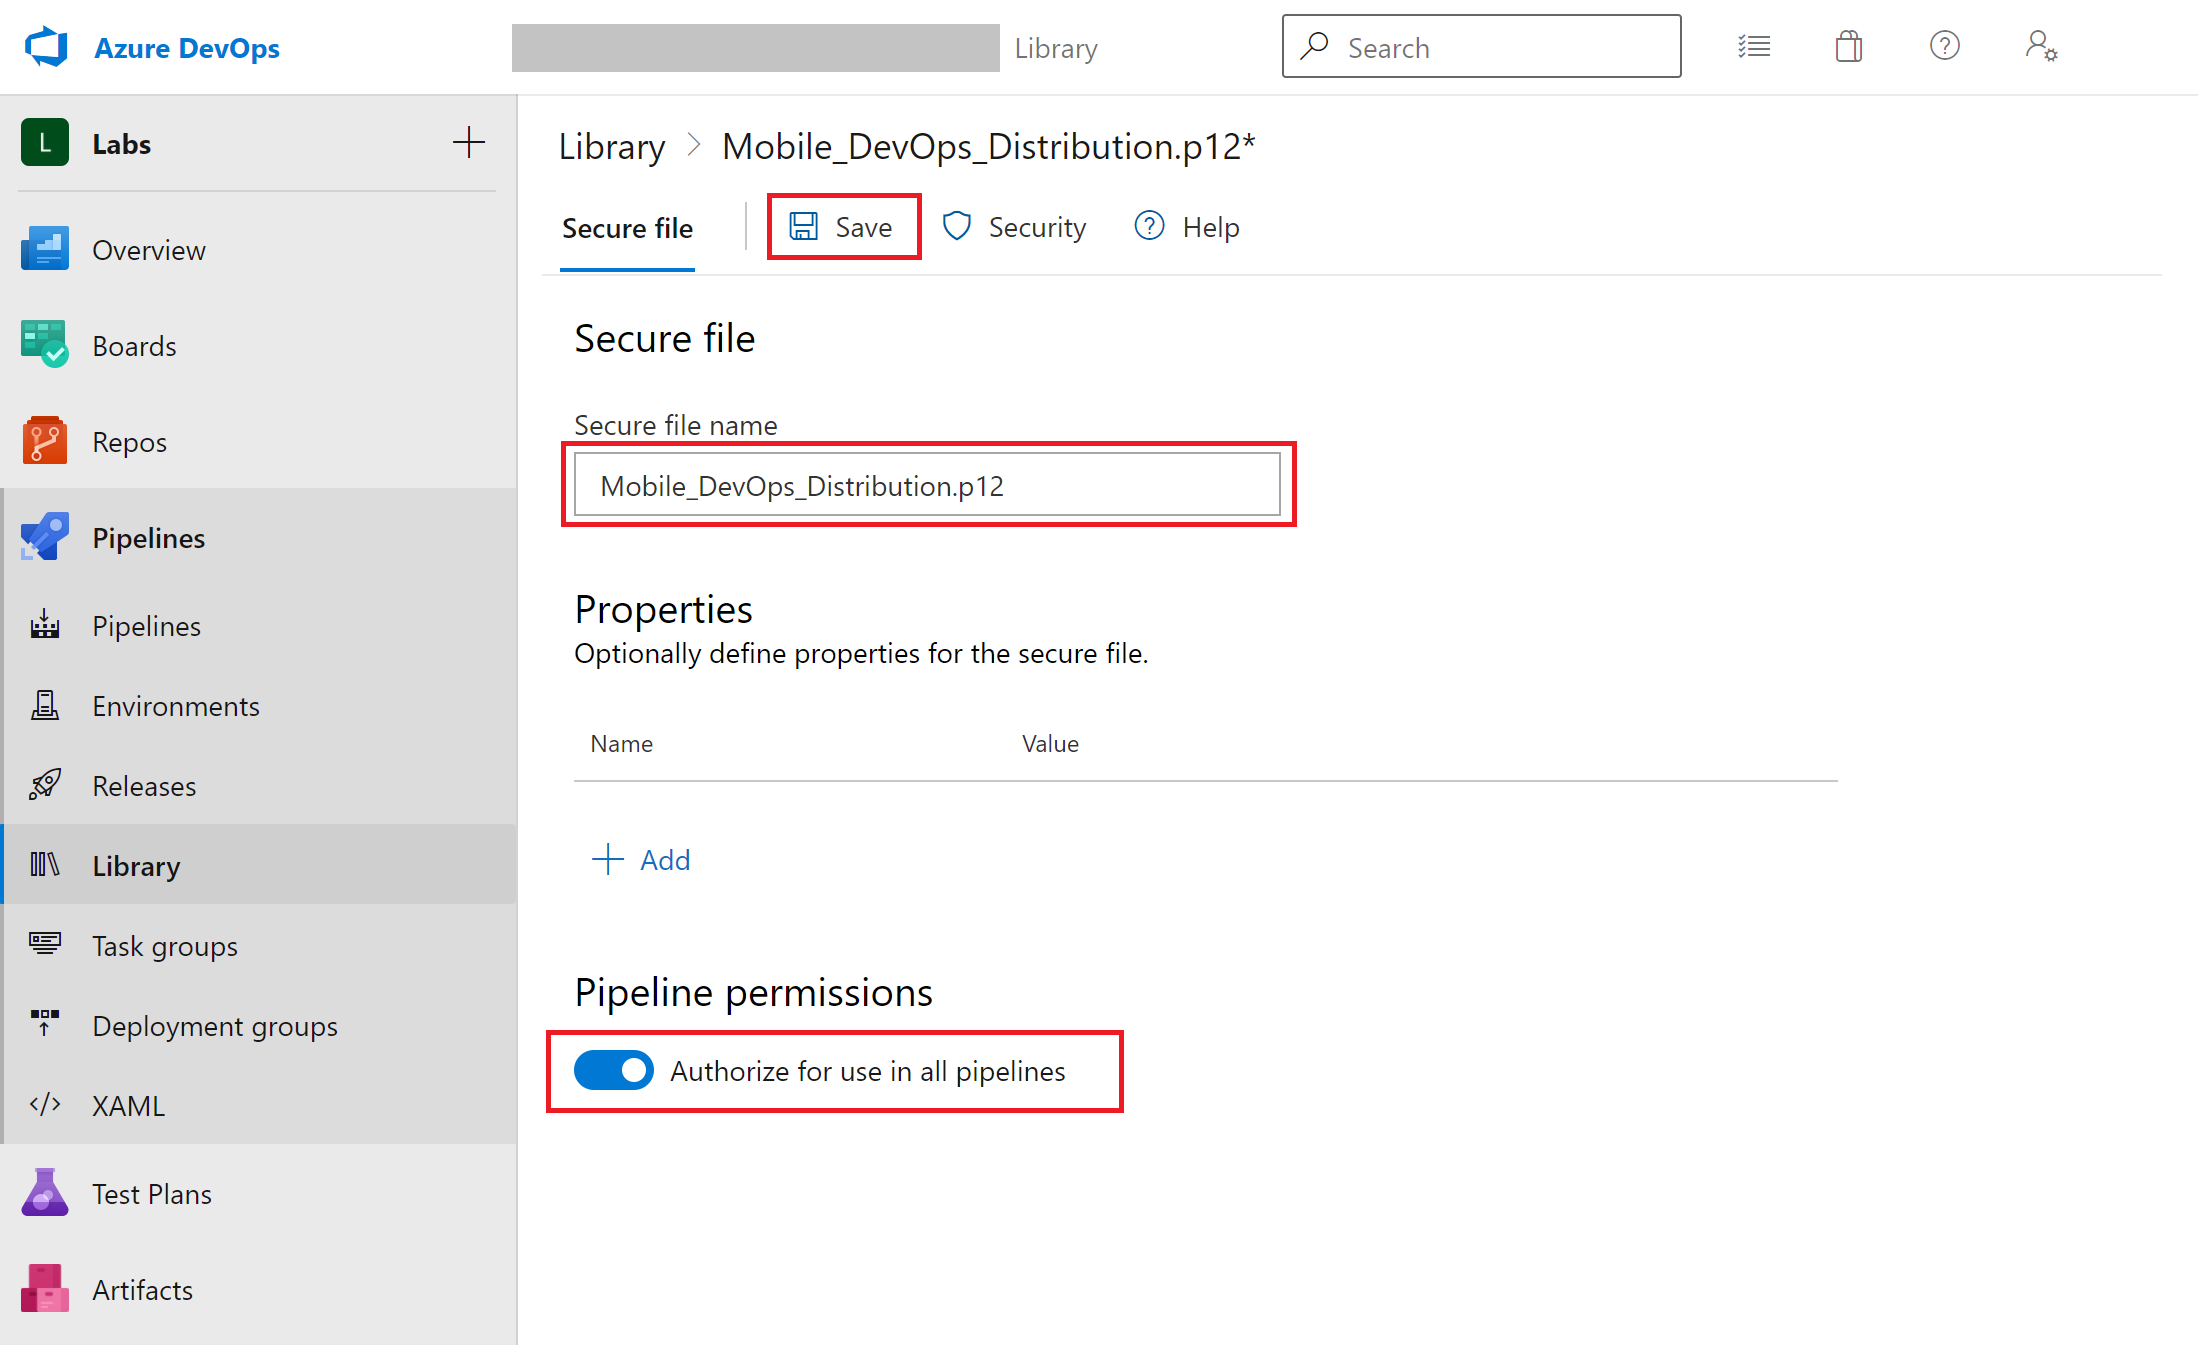 Azure DevOps
Library
Search
L
Labs
Overview
Boards
Repos
Pipelines
Pipelines
Environments
Releases
Library
Task groups
Deployment groups
XAML
Test Plans
Artifacts
Library > Mobile_DevOps_Distribution.p12*
Secure file
Save
Security
Help
Secure file
Secure file name
Mobile_DevOps_Distribution.p12
Properties
Optionally define properties for the secure file.
Name Value
Add
Pipeline permissions
Authorize for use in all pipelines